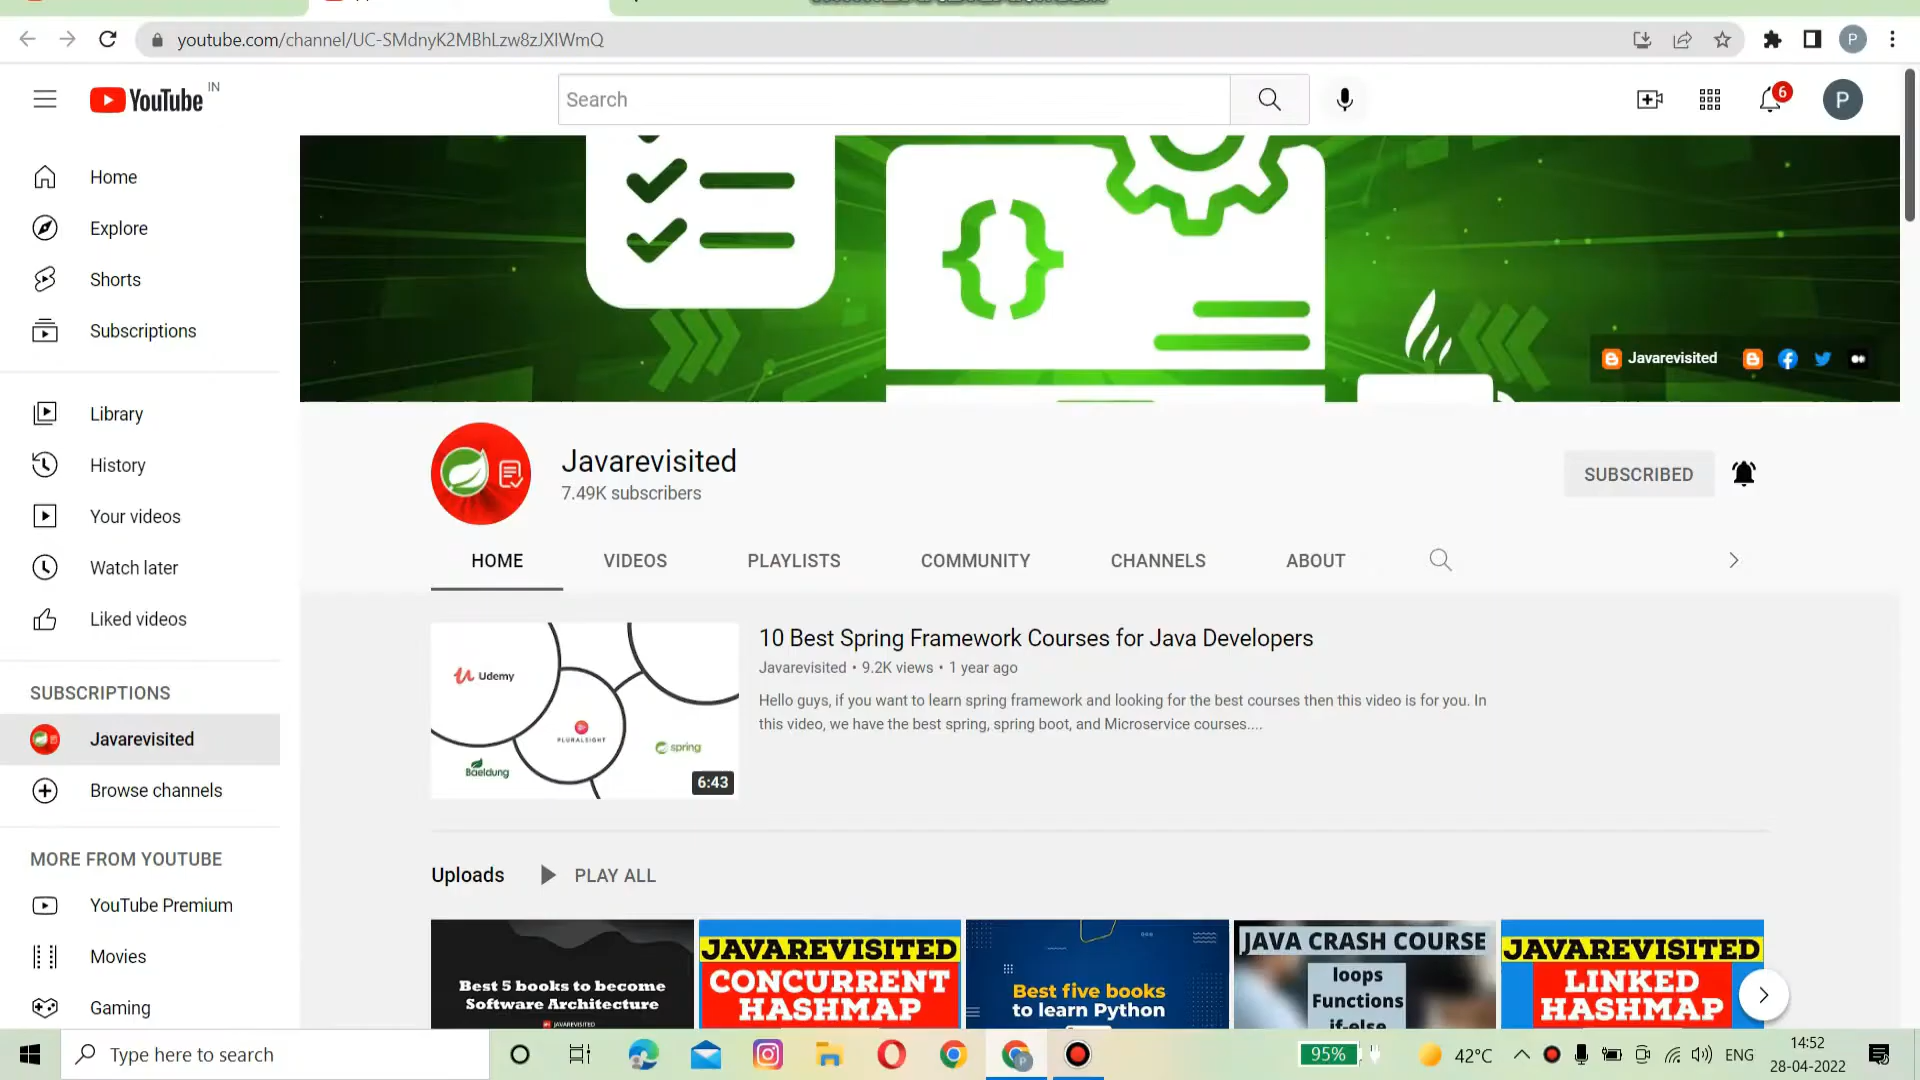 youtube.com/channel/UC-SMdnyK2MBhLzw8zJXIWmQ
P
YouTube IN
Search
6
P
Home
Explore
Shorts
Subscriptions
Library
History
Your videos
Watch later
Liked videos
SUBSCRIPTIONS
Javarevisited
Browse channels
MORE FROM YOUTUBE
YouTube Premium
Movies
Gaming
Javarevisited
Javarevisited
7.49K subscribers
SUBSCRIBED
HOME
VIDEOS
PLAYLISTS
COMMUNITY
CHANNELS
ABOUT
Udemy
PLURALSIGHT
spring
Baeldung
6:43
10 Best Spring Framework Courses for Java Developers
Javarevisited • 9.2K views • 1 year ago
Hello guys, if you want to learn spring framework and looking for the best courses then this video is for you. In
this video, we have the best spring, spring boot, and Microservice courses....
Uploads
PLAY ALL
Best 5 books to become
Software Architecture
JAVAREVISITED
JAVAREVISITED
CONCURRENT
HASHMAP
Best five books
to learn Python
JAVA CRASH COURSE
loops
Functions
if-else
JAVAREVISITED
LINKED
HASHMAP
Type here to search
95%
42°C
ENG
14:52
28-04-2022